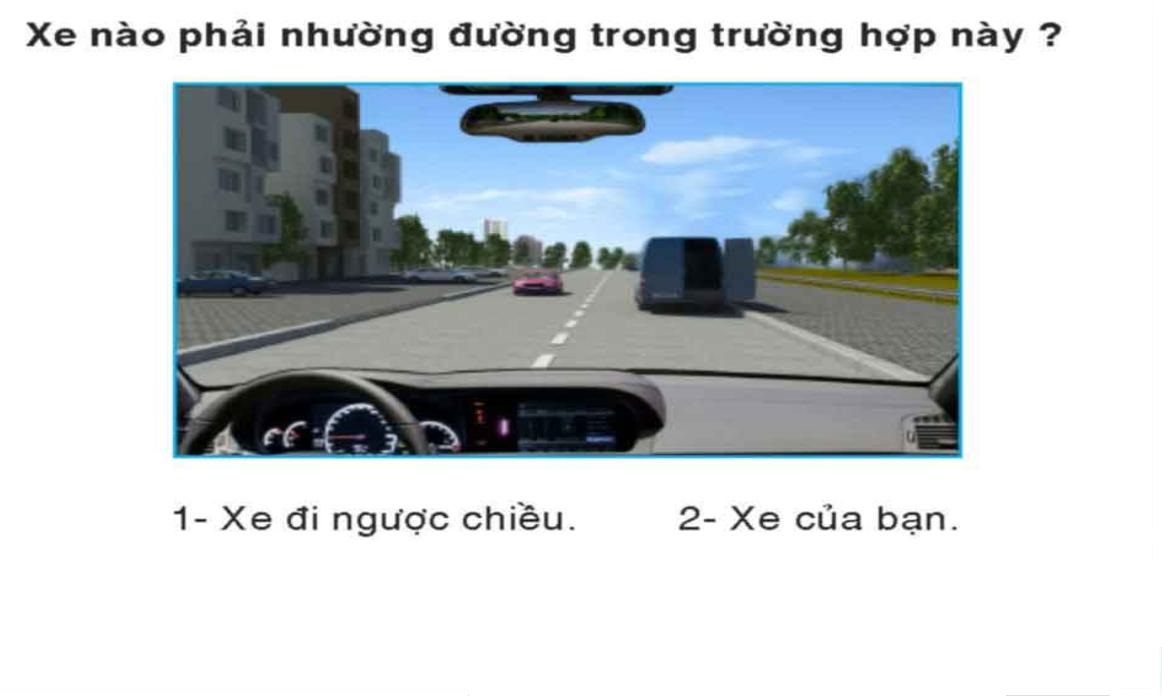 Xe nào phải nhường đường trong trường hợp này ?
1- Xe đi ngược chiều. 2- Xe của bạn.